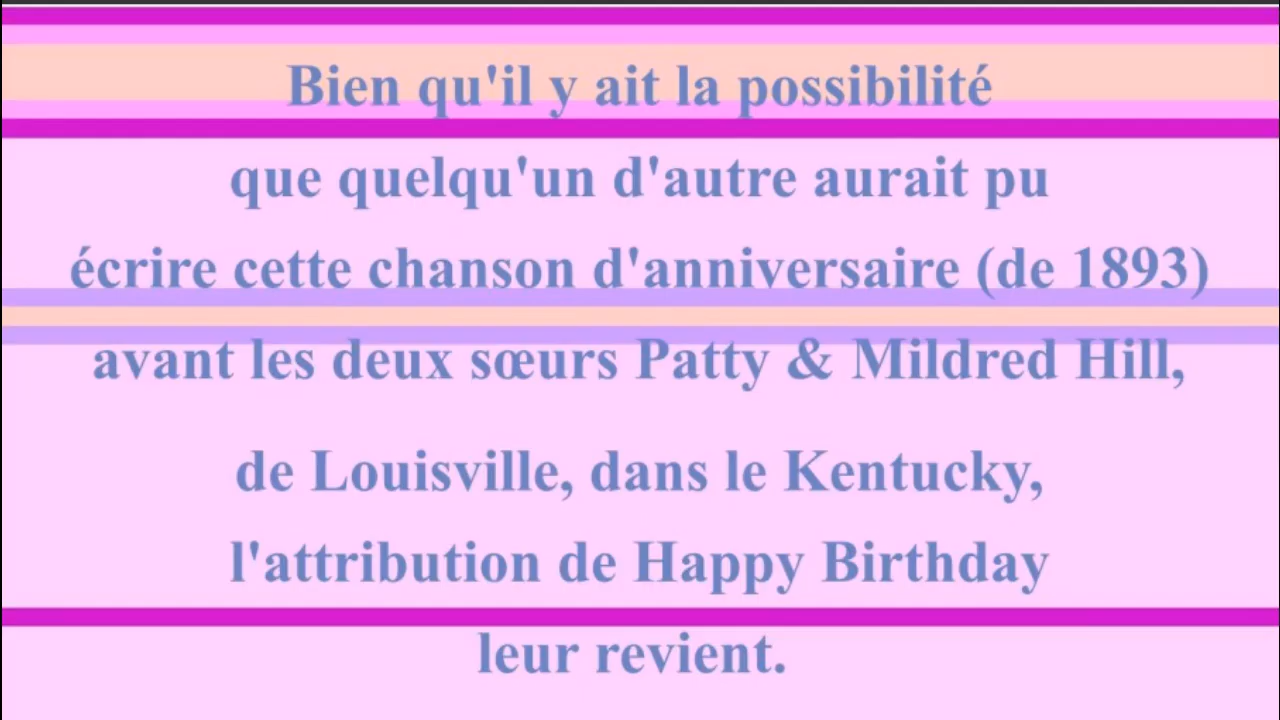 Bien qu'il y ait la possibilité
que quelqu'un d'autre aurait pu
écrire cette chanson d'anniversaire (de 1893)
avant les deux sœurs Patty & Mildred Hill,
de Louisville, dans le Kentucky,
l'attribution de Happy Birthday
leur revient.